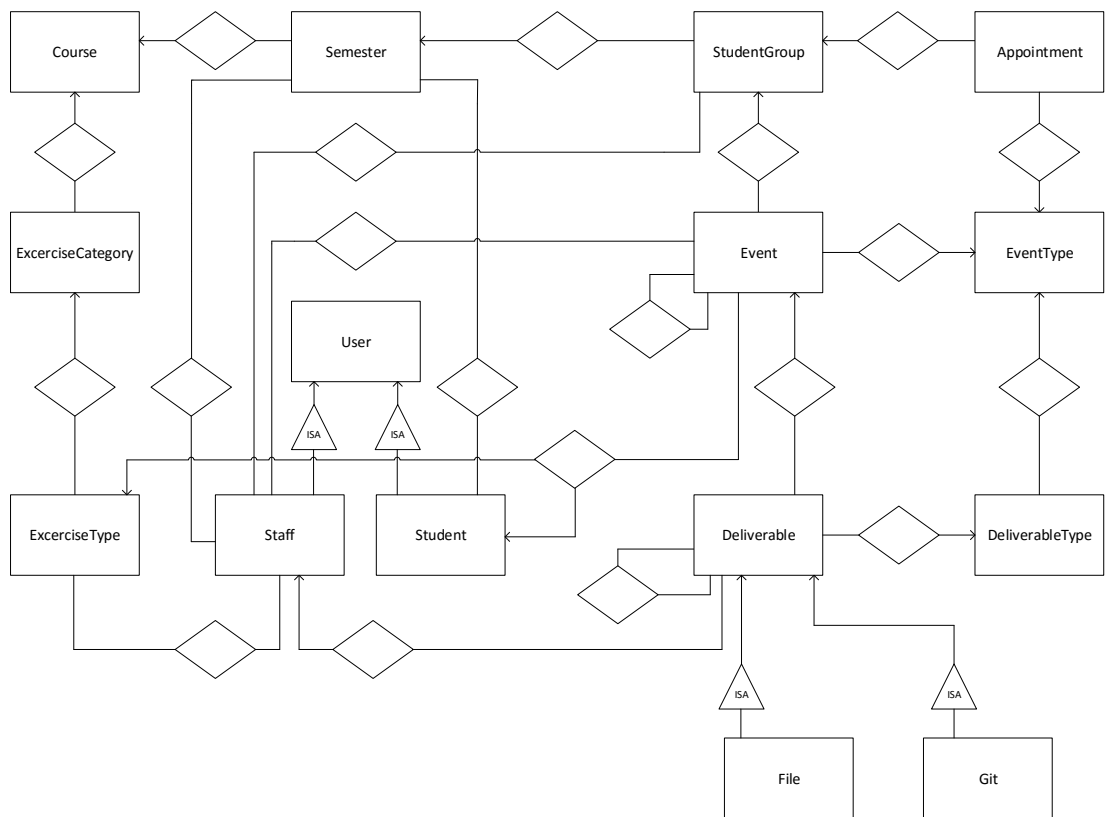 Course
Semester
StudentGroup
Appointment
ExcerciseCategory
Event
EventType
User
ISA
ISA
ExcerciseType
Staff
Student
Deliverable
DeliverableType
ISA
ISA
File
Git